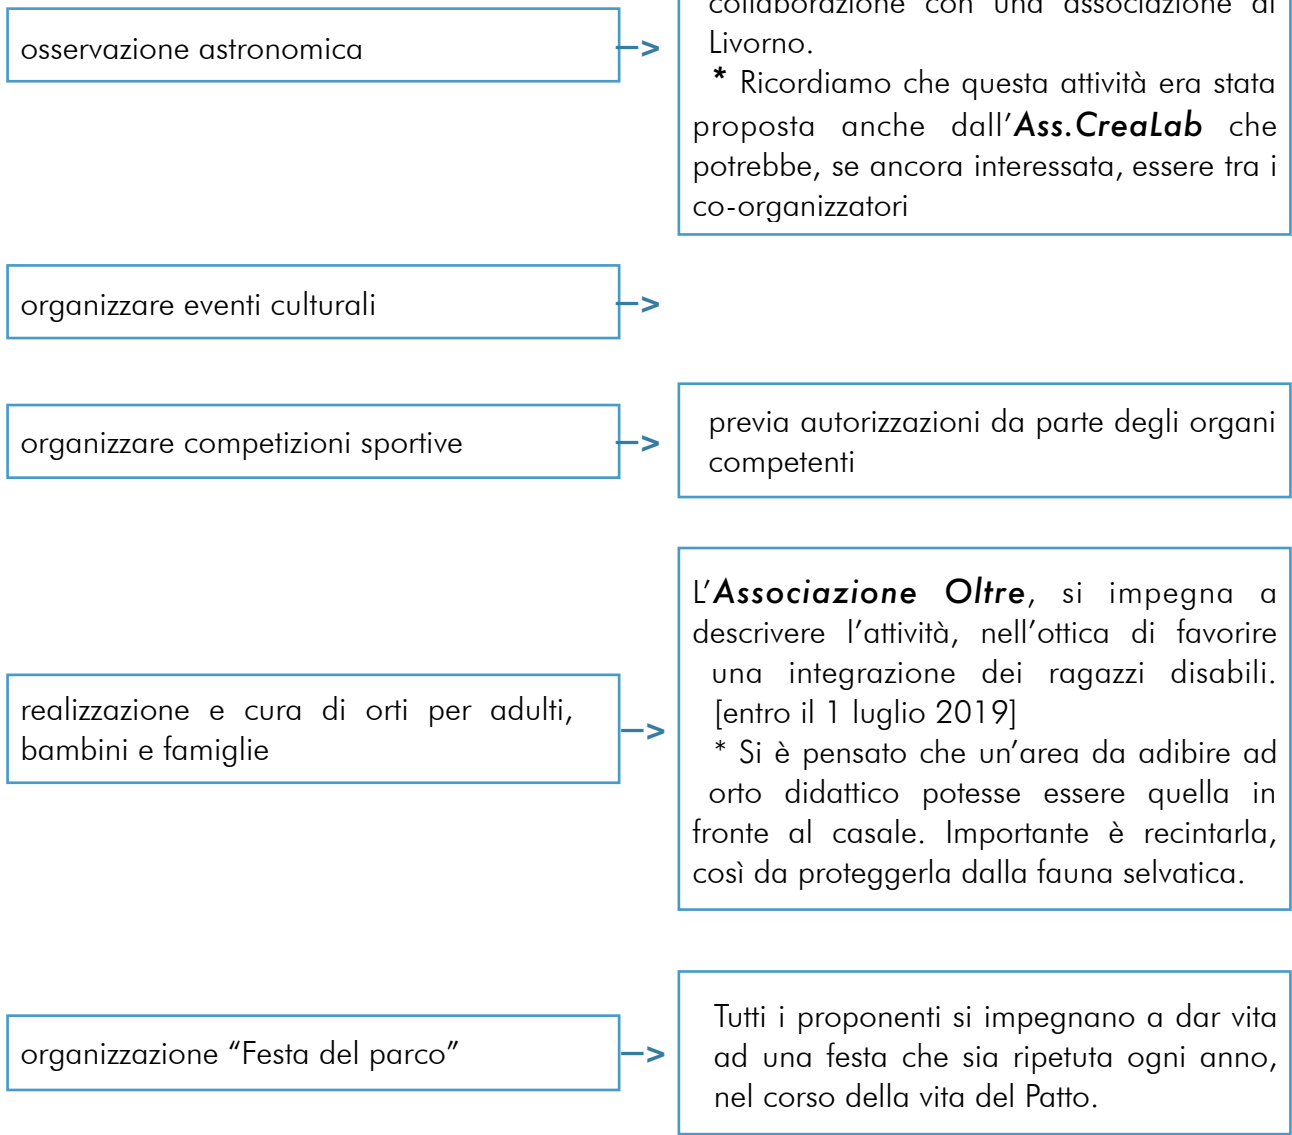 collaborazione con una associazione di
osservazione astronomica –>
Livorno.
* Ricordiamo che questa attività era stata
proposta anche dall’Ass.CreaLab che
potrebbe, se ancora interessata, essere tra i
co-organizzatori
organizzare eventi culturali –>
organizzare competizioni sportive –>
previa autorizzazioni da parte degli organi
competenti
realizzazione e cura di orti per adulti,
bambini e famiglie –>
L’Associazione Oltre, si impegna a
descrivere l’attività, nell’ottica di favorire
una integrazione dei ragazzi disabili.
[entro il 1 luglio 2019]
* Si è pensato che un’area da adibire ad
orto didattico potesse essere quella in
fronte al casale. Importante è recintarla,
così da proteggerla dalla fauna selvatica.
organizzazione “Festa del parco” –>
Tutti i proponenti si impegnano a dar vita
ad una festa che sia ripetuta ogni anno,
nel corso della vita del Patto.